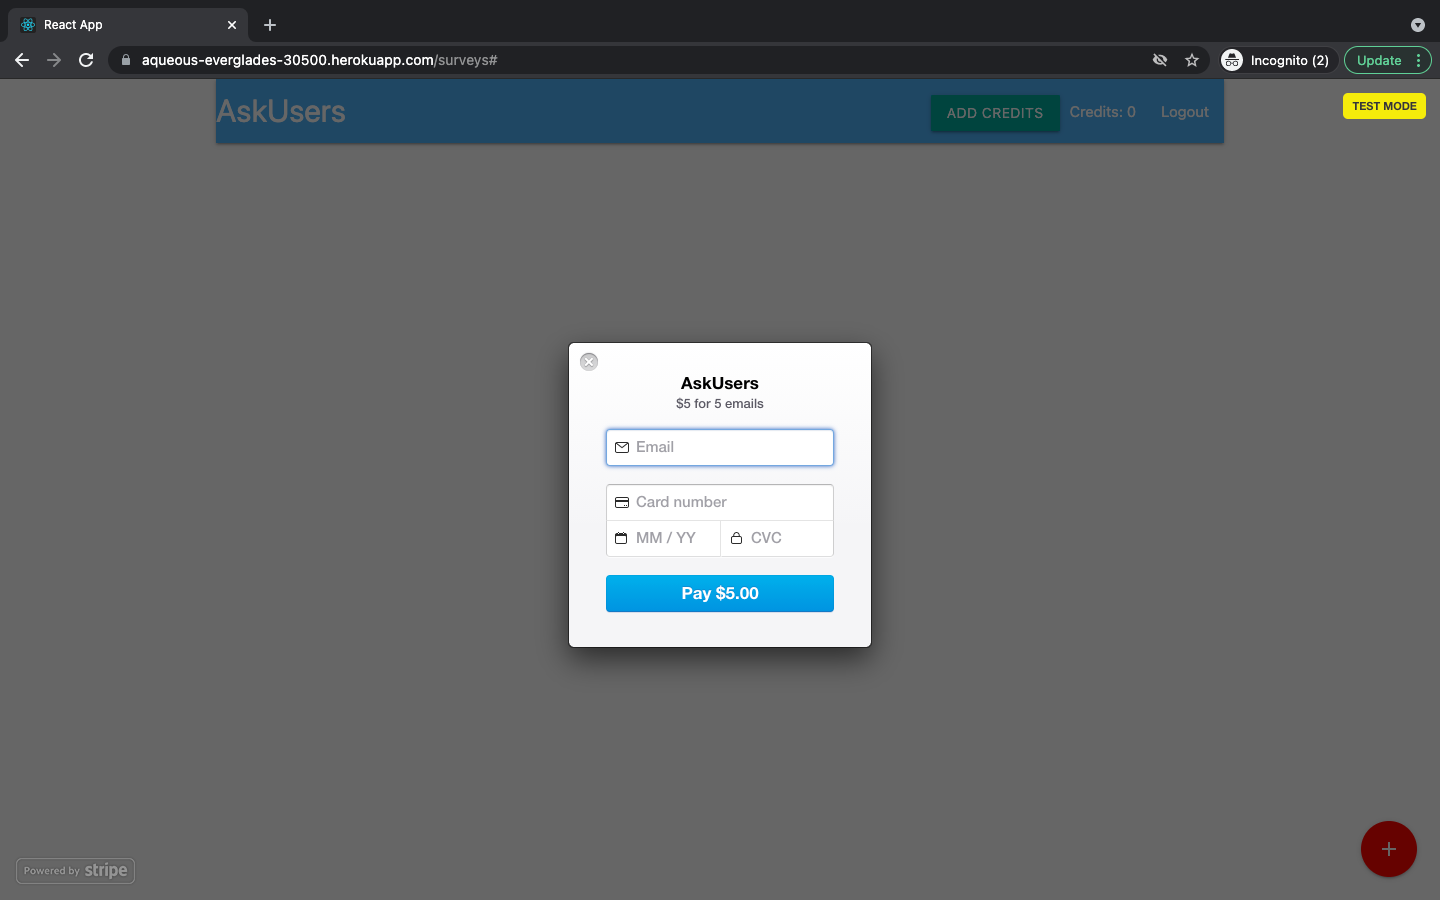 React App
aqueous-everglades-30500.herokuapp.com/surveys#
Incognito (2)
Update
AskUsers
ADD CREDITS
Credits: 0
Logout
TEST MODE
AskUsers
$5 for 5 emails
Email
Card number
MM / YY
CVC
Pay $5.00
Powered by stripe